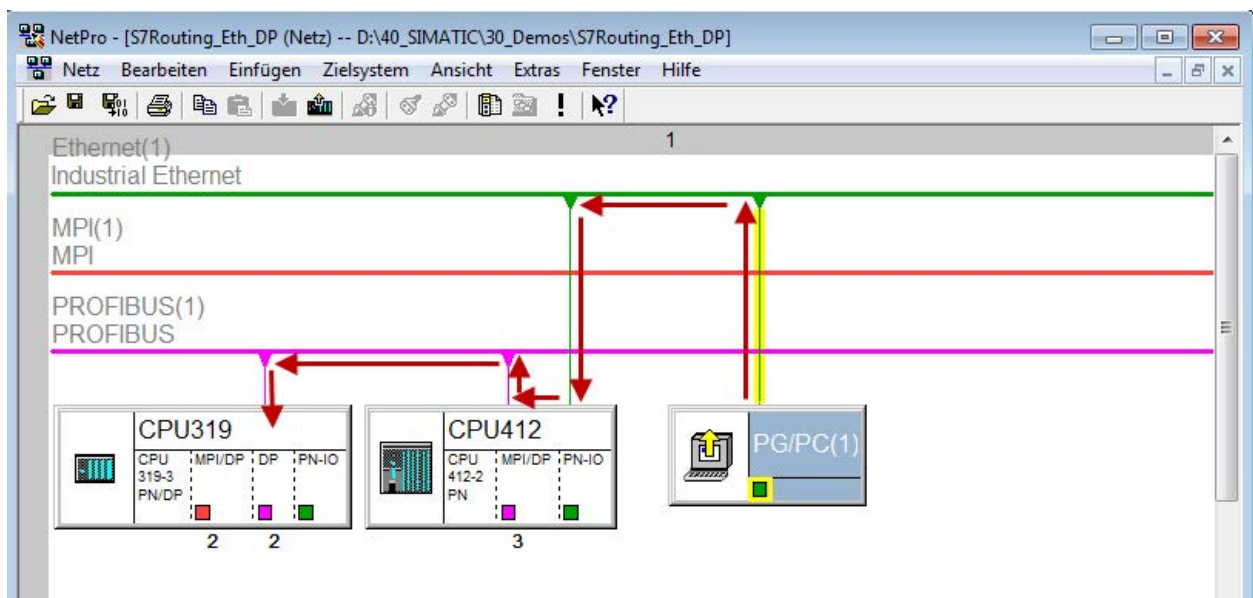 NetPro - [S7Routing_Eth_DP (Netz) -- D:\40_SIMATIC\30_Demos\S7Routing_Eth_DP]
Netz Bearbeiten Einfügen Zielsystem Ansicht Extras Fenster Hilfe
1
Ethernet(1)
Industrial Ethernet
MPI(1)
MPI
PROFIBUS(1)
PROFIBUS
CPU319
CPU
319-3
PN/DP
MPI/DP
DP
PN-IO
2
2
CPU412
CPU
412-2
PN
MPI/DP
PN-IO
3
PG/PC(1)